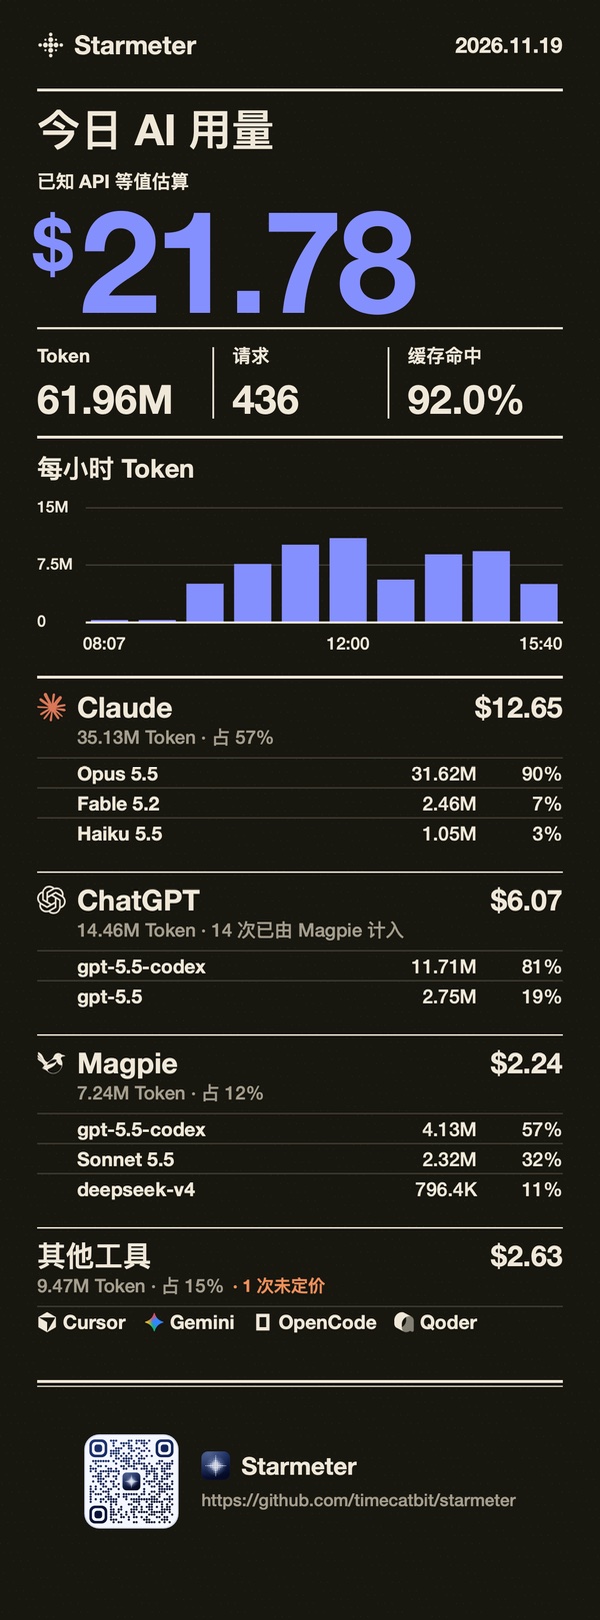 Starmeter 2026.11.19
今日 AI 用量
已知 API 等值估算
$21.78
Token 请求 缓存命中
61.96M 436 92.0%
每小时 Token
15M
7.5M
0
08:07 12:00 15:40
Claude $12.65
35.13M Token · 占 57%
Opus 5.5 31.62M 90%
Fable 5.2 2.46M 7%
Haiku 5.5 1.05M 3%
ChatGPT $6.07
14.46M Token · 14 次已由 Magpie 计入
gpt-5.5-codex 11.71M 81%
gpt-5.5 2.75M 19%
Magpie $2.24
7.24M Token · 占 12%
gpt-5.5-codex 4.13M 57%
Sonnet 5.5 2.32M 32%
deepseek-v4 796.4K 11%
其他工具 $2.63
9.47M Token · 占 15% · 1 次未定价
Cursor Gemini OpenCode Qoder
Starmeter
https://github.com/timecatbit/starmeter